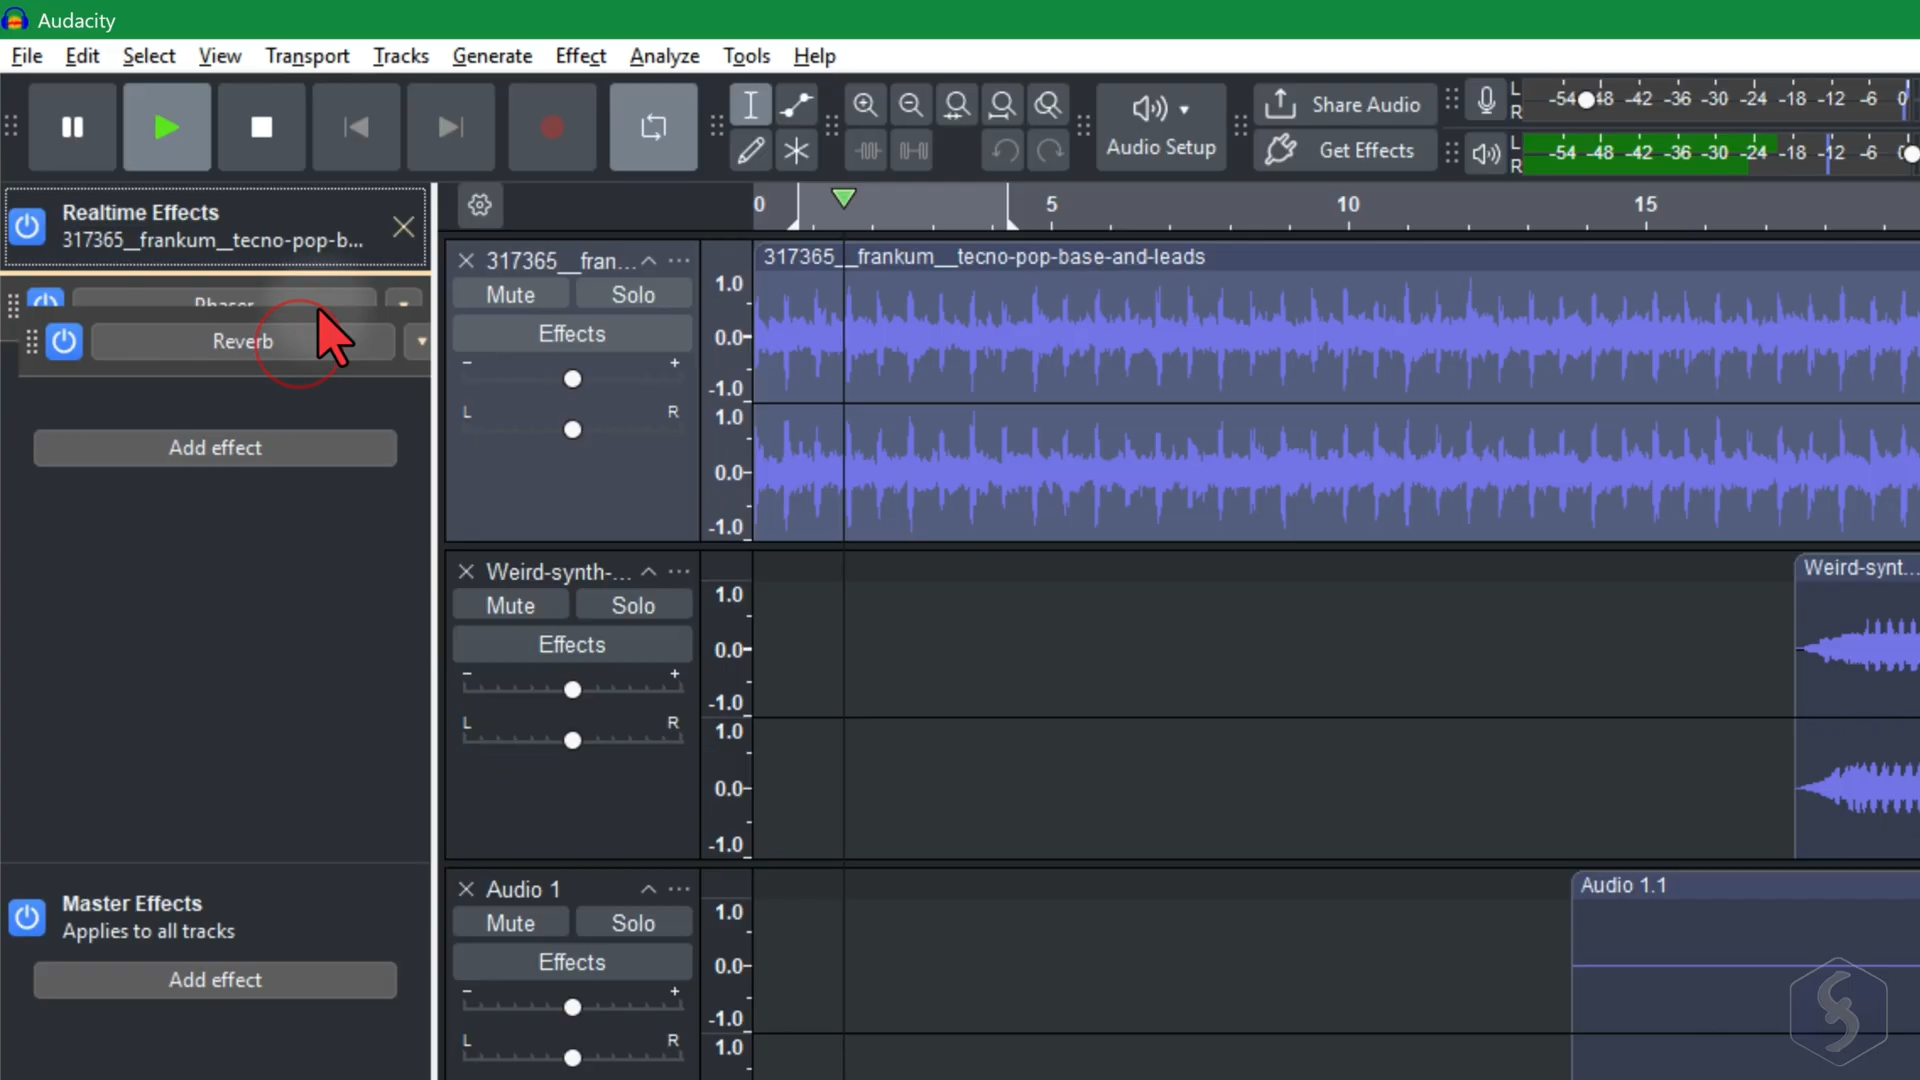 Audacity
File Edit Select View Transport Tracks Generate Effect Analyze Tools Help
Audio Setup
Share Audio
Get Effects
L
R
-54 -48 -42 -36 -30 -24 -18 -12 -6 0
L
R
-54 -48 -42 -36 -30 -24 -18 -12 -6 0
Realtime Effects
317365__frankum__tecno-pop-b...
Phaser
Reverb
Add effect
Master Effects
Applies to all tracks
Add effect
0 5 10 15
317365__fran...
Mute Solo
Effects
- +
L R
1.0
0.0
-1.0
1.0
0.0
-1.0
317365__frankum__tecno-pop-base-and-leads
Weird-synth-...
Mute Solo
Effects
- +
L R
1.0
0.0
-1.0
1.0
0.0
-1.0
Weird-synt...
Audio 1
Mute Solo
Effects
- +
L R
1.0
0.0
-1.0
1.0
Audio 1.1